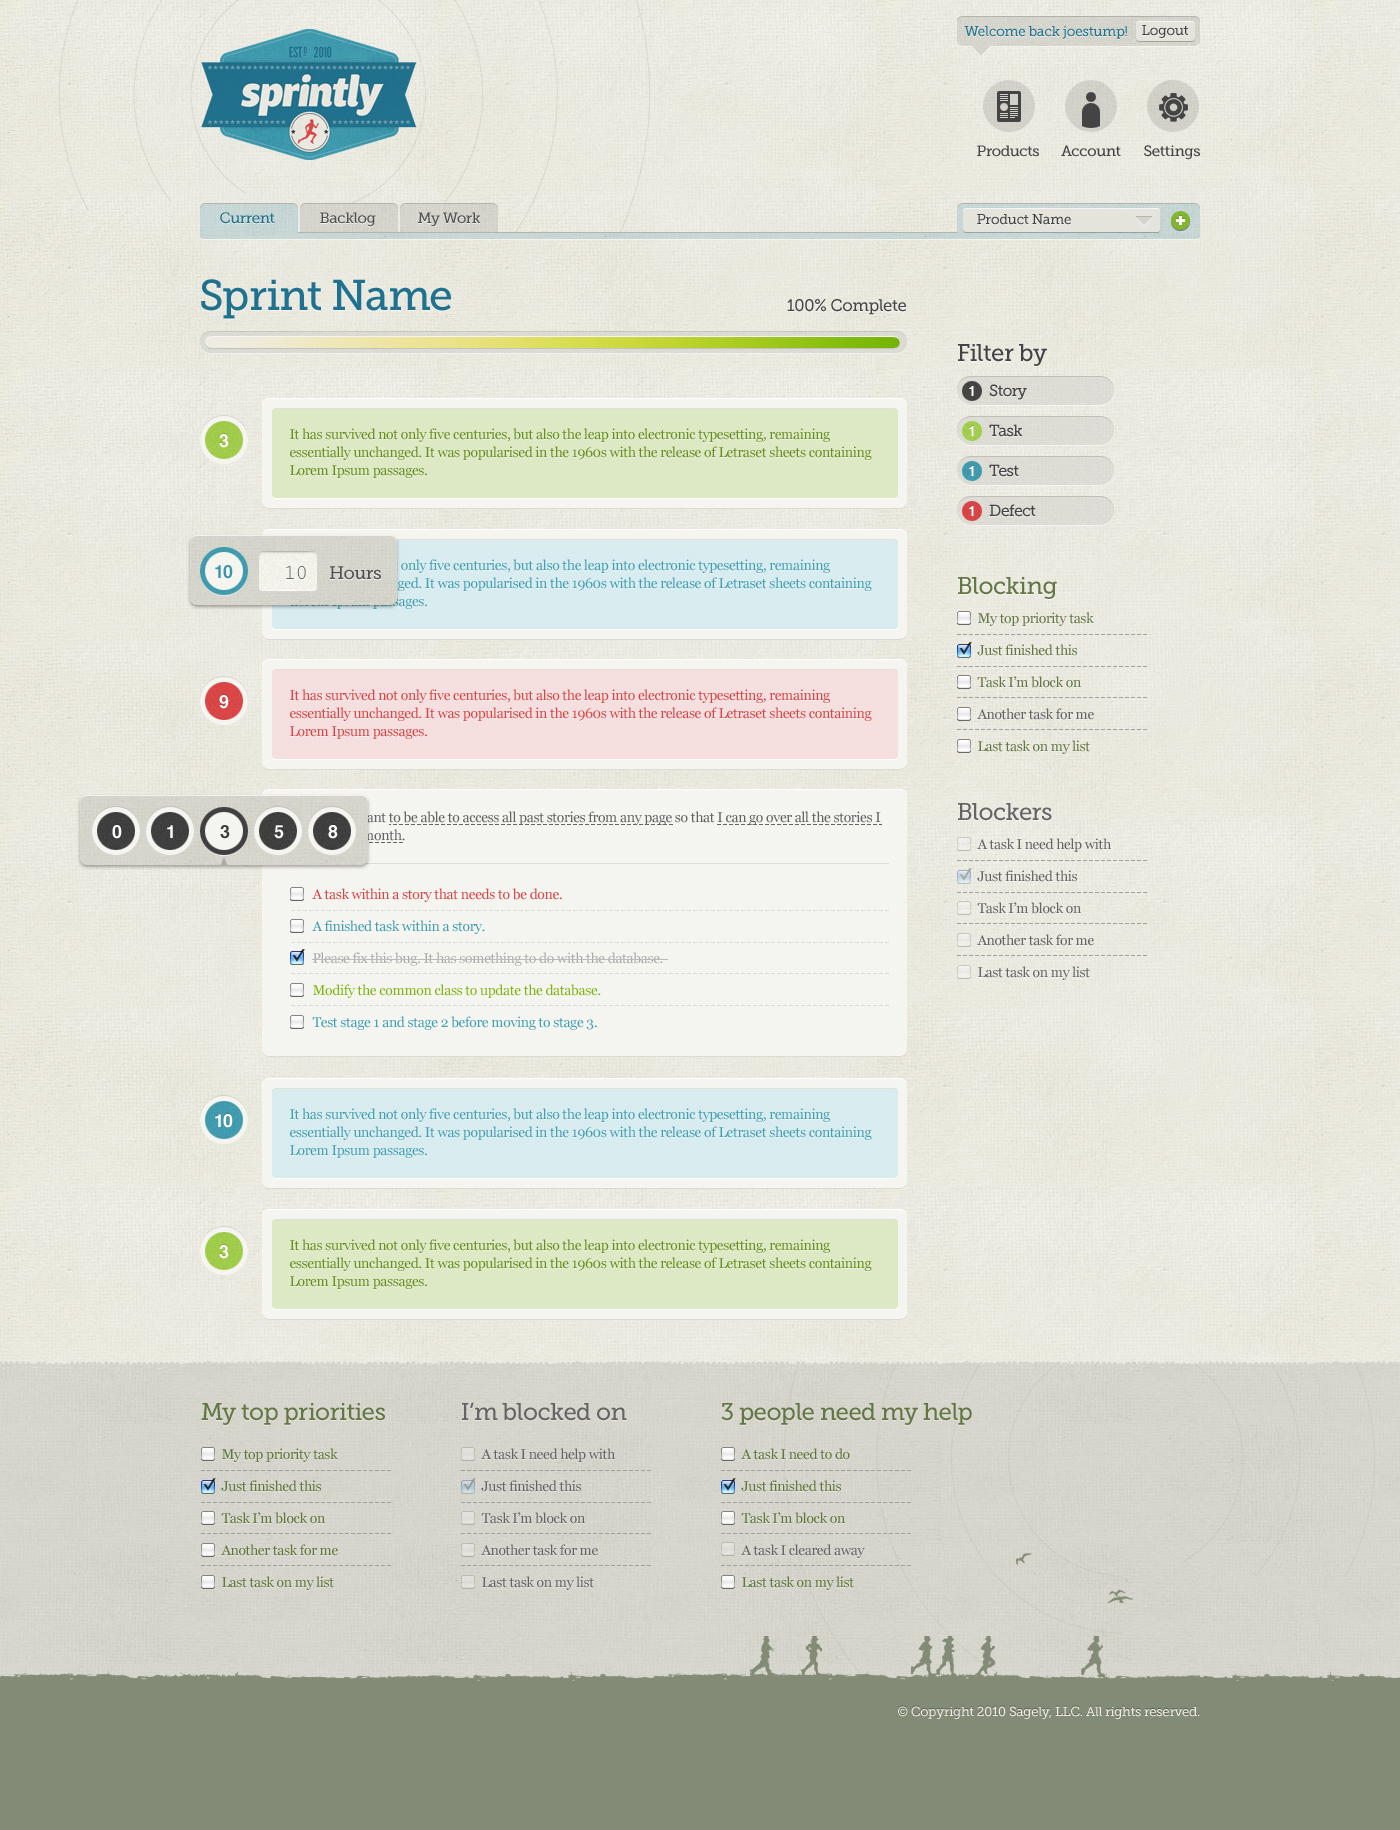 Welcome back joestump! Logout
EST'D 2010
sprintly
Products Account Settings
Current Backlog My Work
Product Name
Sprint Name
100% Complete
Filter by
1 Story
1 Task
1 Test
1 Defect
3
It has survived not only five centuries, but also the leap into electronic typesetting, remaining
essentially unchanged. It was popularised in the 1960s with the release of Letraset sheets containing
Lorem Ipsum passages.
10 10 Hours
only five centuries, but also the leap into electronic typesetting, remaining
ged. It was popularised in the 1960s with the release of Letraset sheets containing
sages.
9
It has survived not only five centuries, but also the leap into electronic typesetting, remaining
essentially unchanged. It was popularised in the 1960s with the release of Letraset sheets containing
Lorem Ipsum passages.
0 1 3 5 8
ant to be able to access all past stories from any page so that I can go over all the stories I
month.
A task within a story that needs to be done.
A finished task within a story.
Please fix this bug. It has something to do with the database.
Modify the common class to update the database.
Test stage 1 and stage 2 before moving to stage 3.
10
It has survived not only five centuries, but also the leap into electronic typesetting, remaining
essentially unchanged. It was popularised in the 1960s with the release of Letraset sheets containing
Lorem Ipsum passages.
3
It has survived not only five centuries, but also the leap into electronic typesetting, remaining
essentially unchanged. It was popularised in the 1960s with the release of Letraset sheets containing
Lorem Ipsum passages.
Blocking
My top priority task
Just finished this
Task I'm block on
Another task for me
Last task on my list
Blockers
A task I need help with
Just finished this
Task I'm block on
Another task for me
Last task on my list
My top priorities
My top priority task
Just finished this
Task I'm block on
Another task for me
Last task on my list
I'm blocked on
A task I need help with
Just finished this
Task I'm block on
Another task for me
Last task on my list
3 people need my help
A task I need to do
Just finished this
Task I'm block on
A task I cleared away
Last task on my list
© Copyright 2010 Sagely, LLC. All rights reserved.